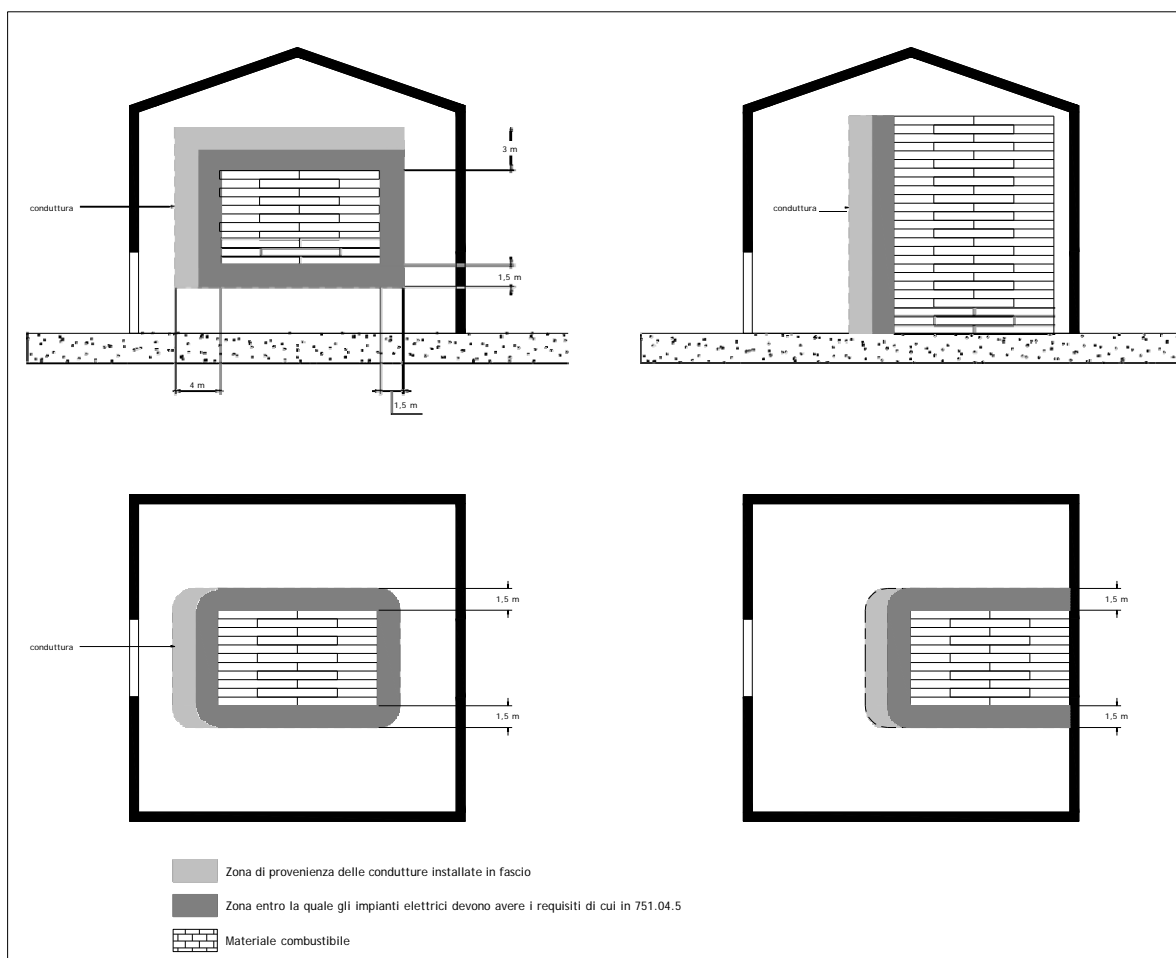 3 m
conduttura
conduttura
1,5 m
4 m
1,5 m
1,5 m
1,5 m
conduttura
1,5 m
1,5 m
Zona di provenienza delle condutture installate in fascio
Zona entro la quale gli impianti elettrici devono avere i requisiti di cui in 751.04.5
Materiale combustibile